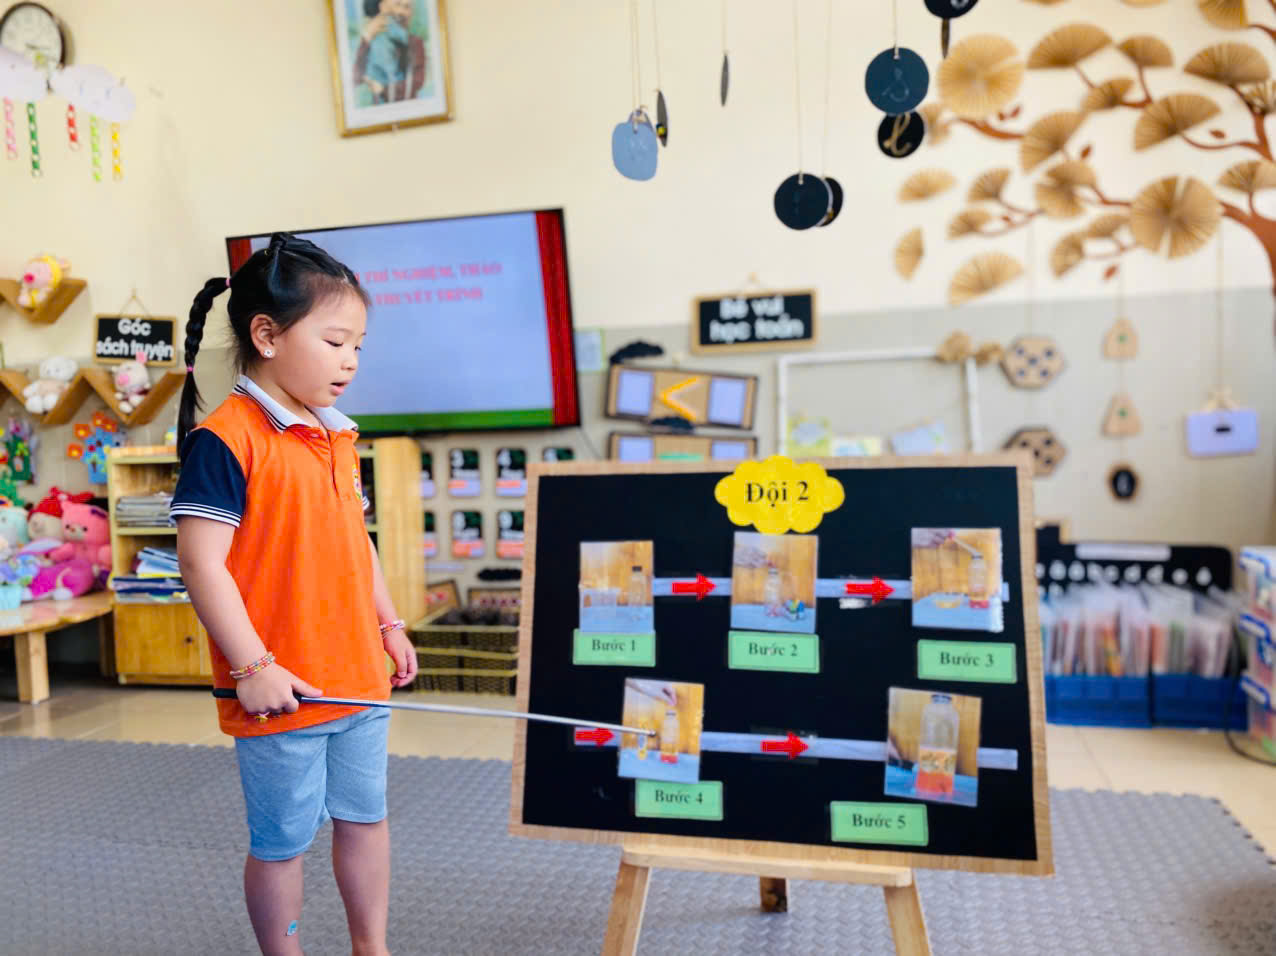 THÍ NGHIỆM, THẢO
THUYẾT TRÌNH
Góc
sách truyện
Bé vui
học toán
<
Đội 2
Bước 1
Bước 2
Bước 3
Bước 4
Bước 5